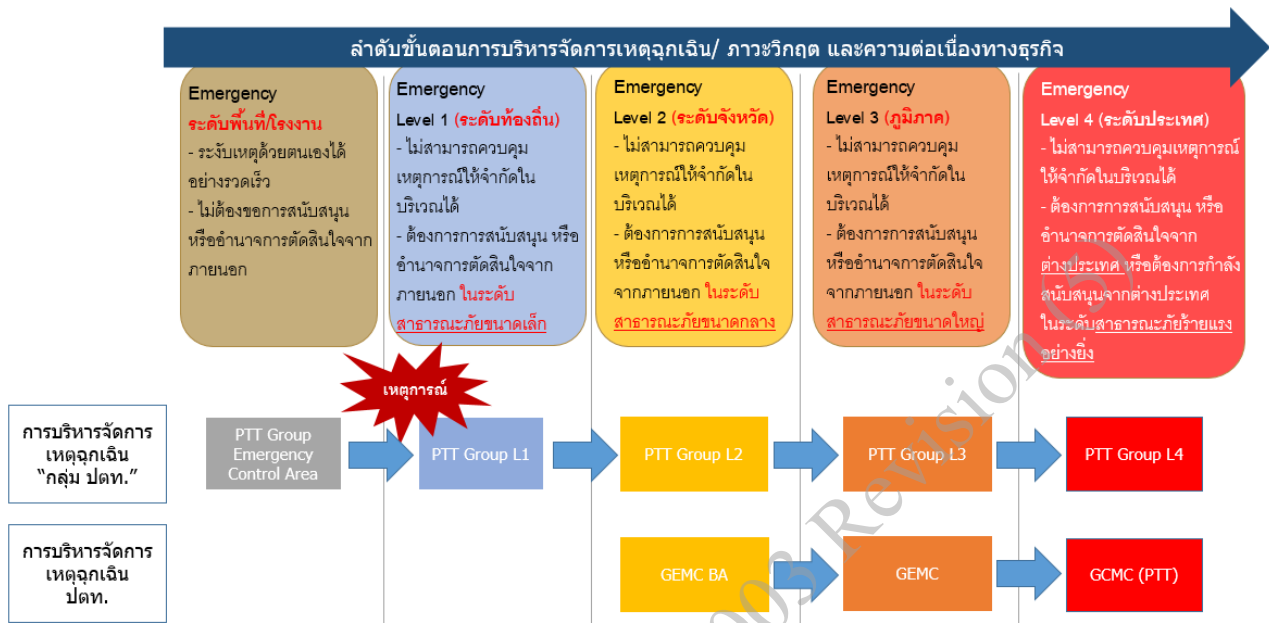 ลำดับขั้นตอนการบริหารจัดการเหตุฉุกเฉิน/ ภาวะวิกฤต และความต่อเนื่องทางธุรกิจ
Emergency
ระดับพื้นที่/โรงงาน
- ระงับเหตุด้วยตนเองได้
อย่างรวดเร็ว
- ไม่ต้องขอการสนับสนุน
หรืออำนาจการตัดสินใจจาก
ภายนอก
Emergency
Level 1 (ระดับท้องถิ่น)
- ไม่สามารถควบคุม
เหตุการณ์ให้จำกัดใน
บริเวณได้
- ต้องการการสนับสนุน หรือ
อำนาจการตัดสินใจจาก
ภายนอก ในระดับ
สาธารณะภัยขนาดเล็ก
Emergency
Level 2 (ระดับจังหวัด)
- ไม่สามารถควบคุม
เหตุการณ์ให้จำกัดใน
บริเวณได้
- ต้องการการสนับสนุน
หรืออำนาจการตัดสินใจ
จากภายนอก ในระดับ
สาธารณะภัยขนาดกลาง
Emergency
Level 3 (ภูมิภาค)
- ไม่สามารถควบคุม
เหตุการณ์ให้จำกัดใน
บริเวณได้
- ต้องการการสนับสนุน
หรืออำนาจการตัดสินใจ
จากภายนอก ในระดับ
สาธารณะภัยขนาดใหญ่
Emergency
Level 4 (ระดับประเทศ)
- ไม่สามารถควบคุมเหตุการณ์
ให้จำกัดในบริเวณได้
- ต้องการการสนับสนุน หรือ
อำนาจการตัดสินใจจาก
ต่างประเทศ หรือต้องการกำลัง
สนับสนุนจากต่างประเทศ
ในระดับสาธารณะภัยร้ายแรง
อย่างยิ่ง
เหตุการณ์
การบริหารจัดการ
เหตุฉุกเฉิน
“กลุ่ม ปตท.”
PTT Group
Emergency
Control Area
PTT Group L1
PTT Group L2
PTT Group L3
PTT Group L4
การบริหารจัดการ
เหตุฉุกเฉิน
ปตท.
GEMC BA
GEMC
GCMC (PTT)
003 Revision (5)